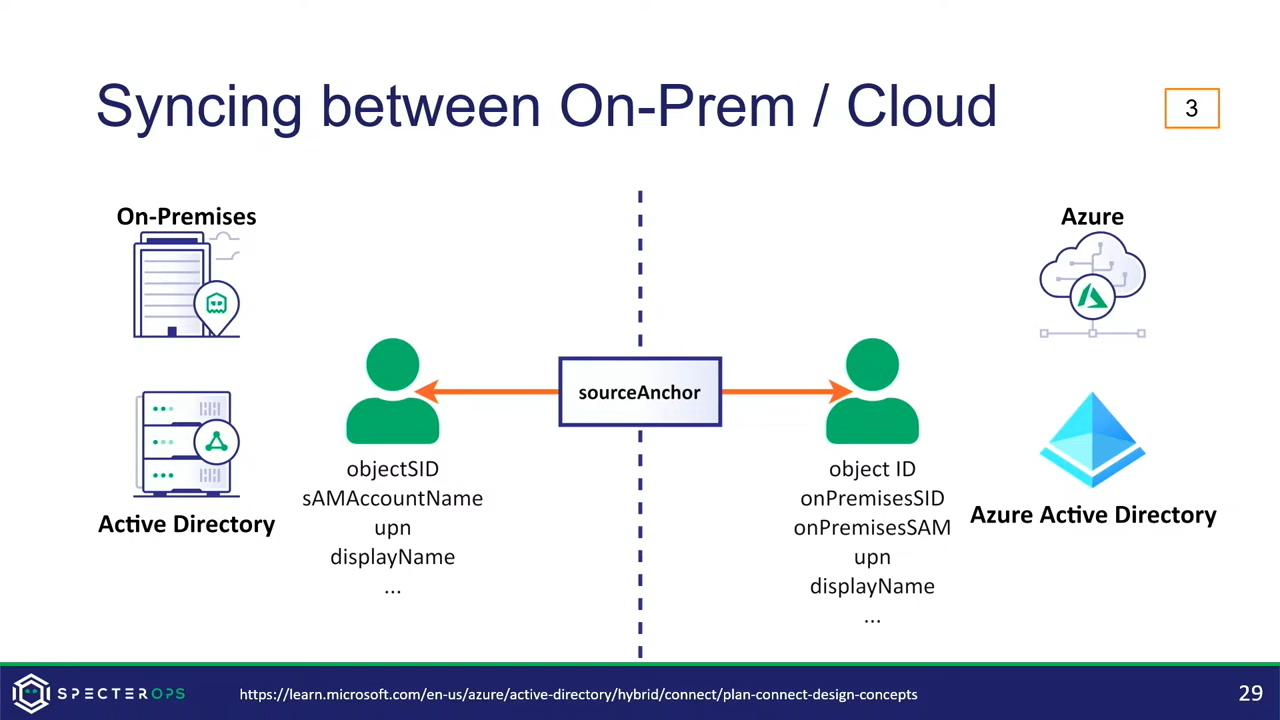 Syncing between On-Prem / Cloud
3
On-Premises
Active Directory
objectSID
sAMAccountName
upn
displayName
...
sourceAnchor
object ID
onPremisesSID
onPremisesSAM
upn
displayName
...
Azure
Azure Active Directory
SPECTEROPS
https://learn.microsoft.com/en-us/azure/active-directory/hybrid/connect/plan-connect-design-concepts
29